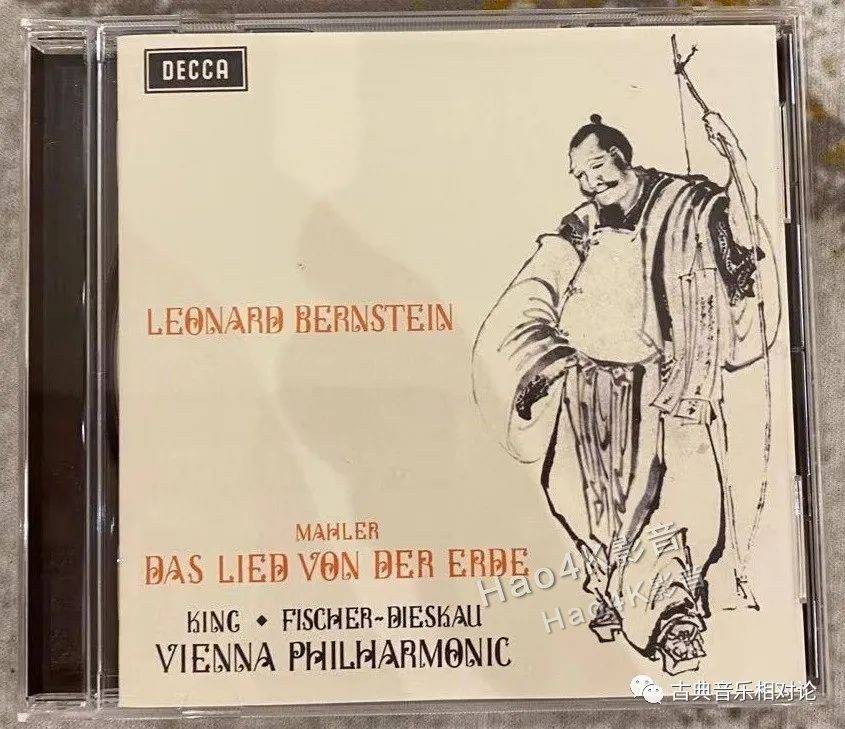 DECCA
LEONARD BERNSTEIN
MAHLER
DAS LIED VON DER ERDE
KING • FISCHER-DIESKAU
VIENNA PHILHARMONIC
Hao4K影音
Hao4K影音
古典音乐相对论